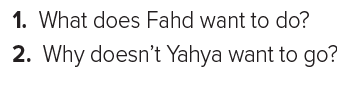 1. What does Fahd want to do?
2. Why doesn't Yahya want to go?